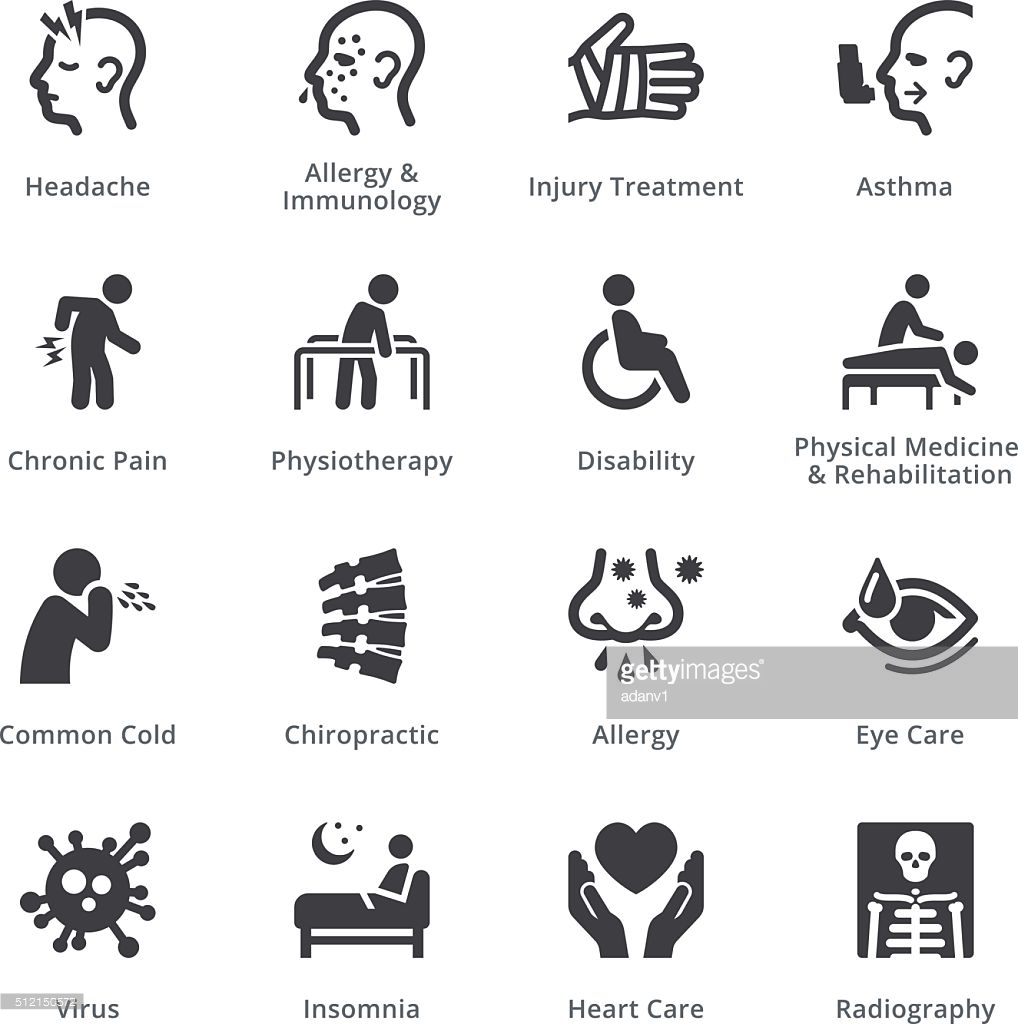 Headache
Allergy &
Immunology
Injury Treatment
Asthma
Chronic Pain
Physiotherapy
Disability
Physical Medicine
& Rehabilitation
Common Cold
Chiropractic
Allergy
Eye Care
gettyimages®
adanv1
Virus
Insomnia
Heart Care
Radiography
512150572